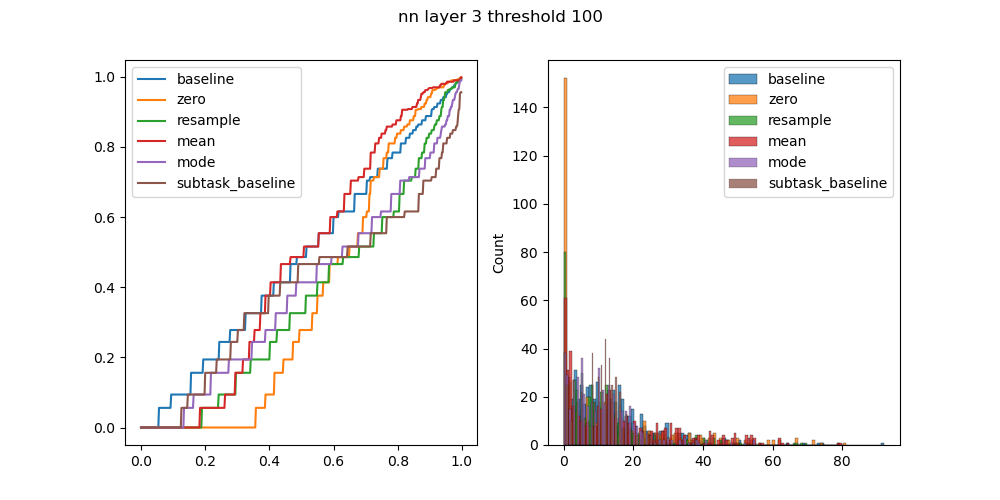 nn layer 3 threshold 100
baseline
zero
resample
mean
mode
subtask_baseline
1.0
0.8
0.6
0.4
0.2
0.0
0.0 0.2 0.4 0.6 0.8 1.0
baseline
zero
resample
mean
mode
subtask_baseline
Count
140
120
100
80
60
40
20
0
0 20 40 60 80